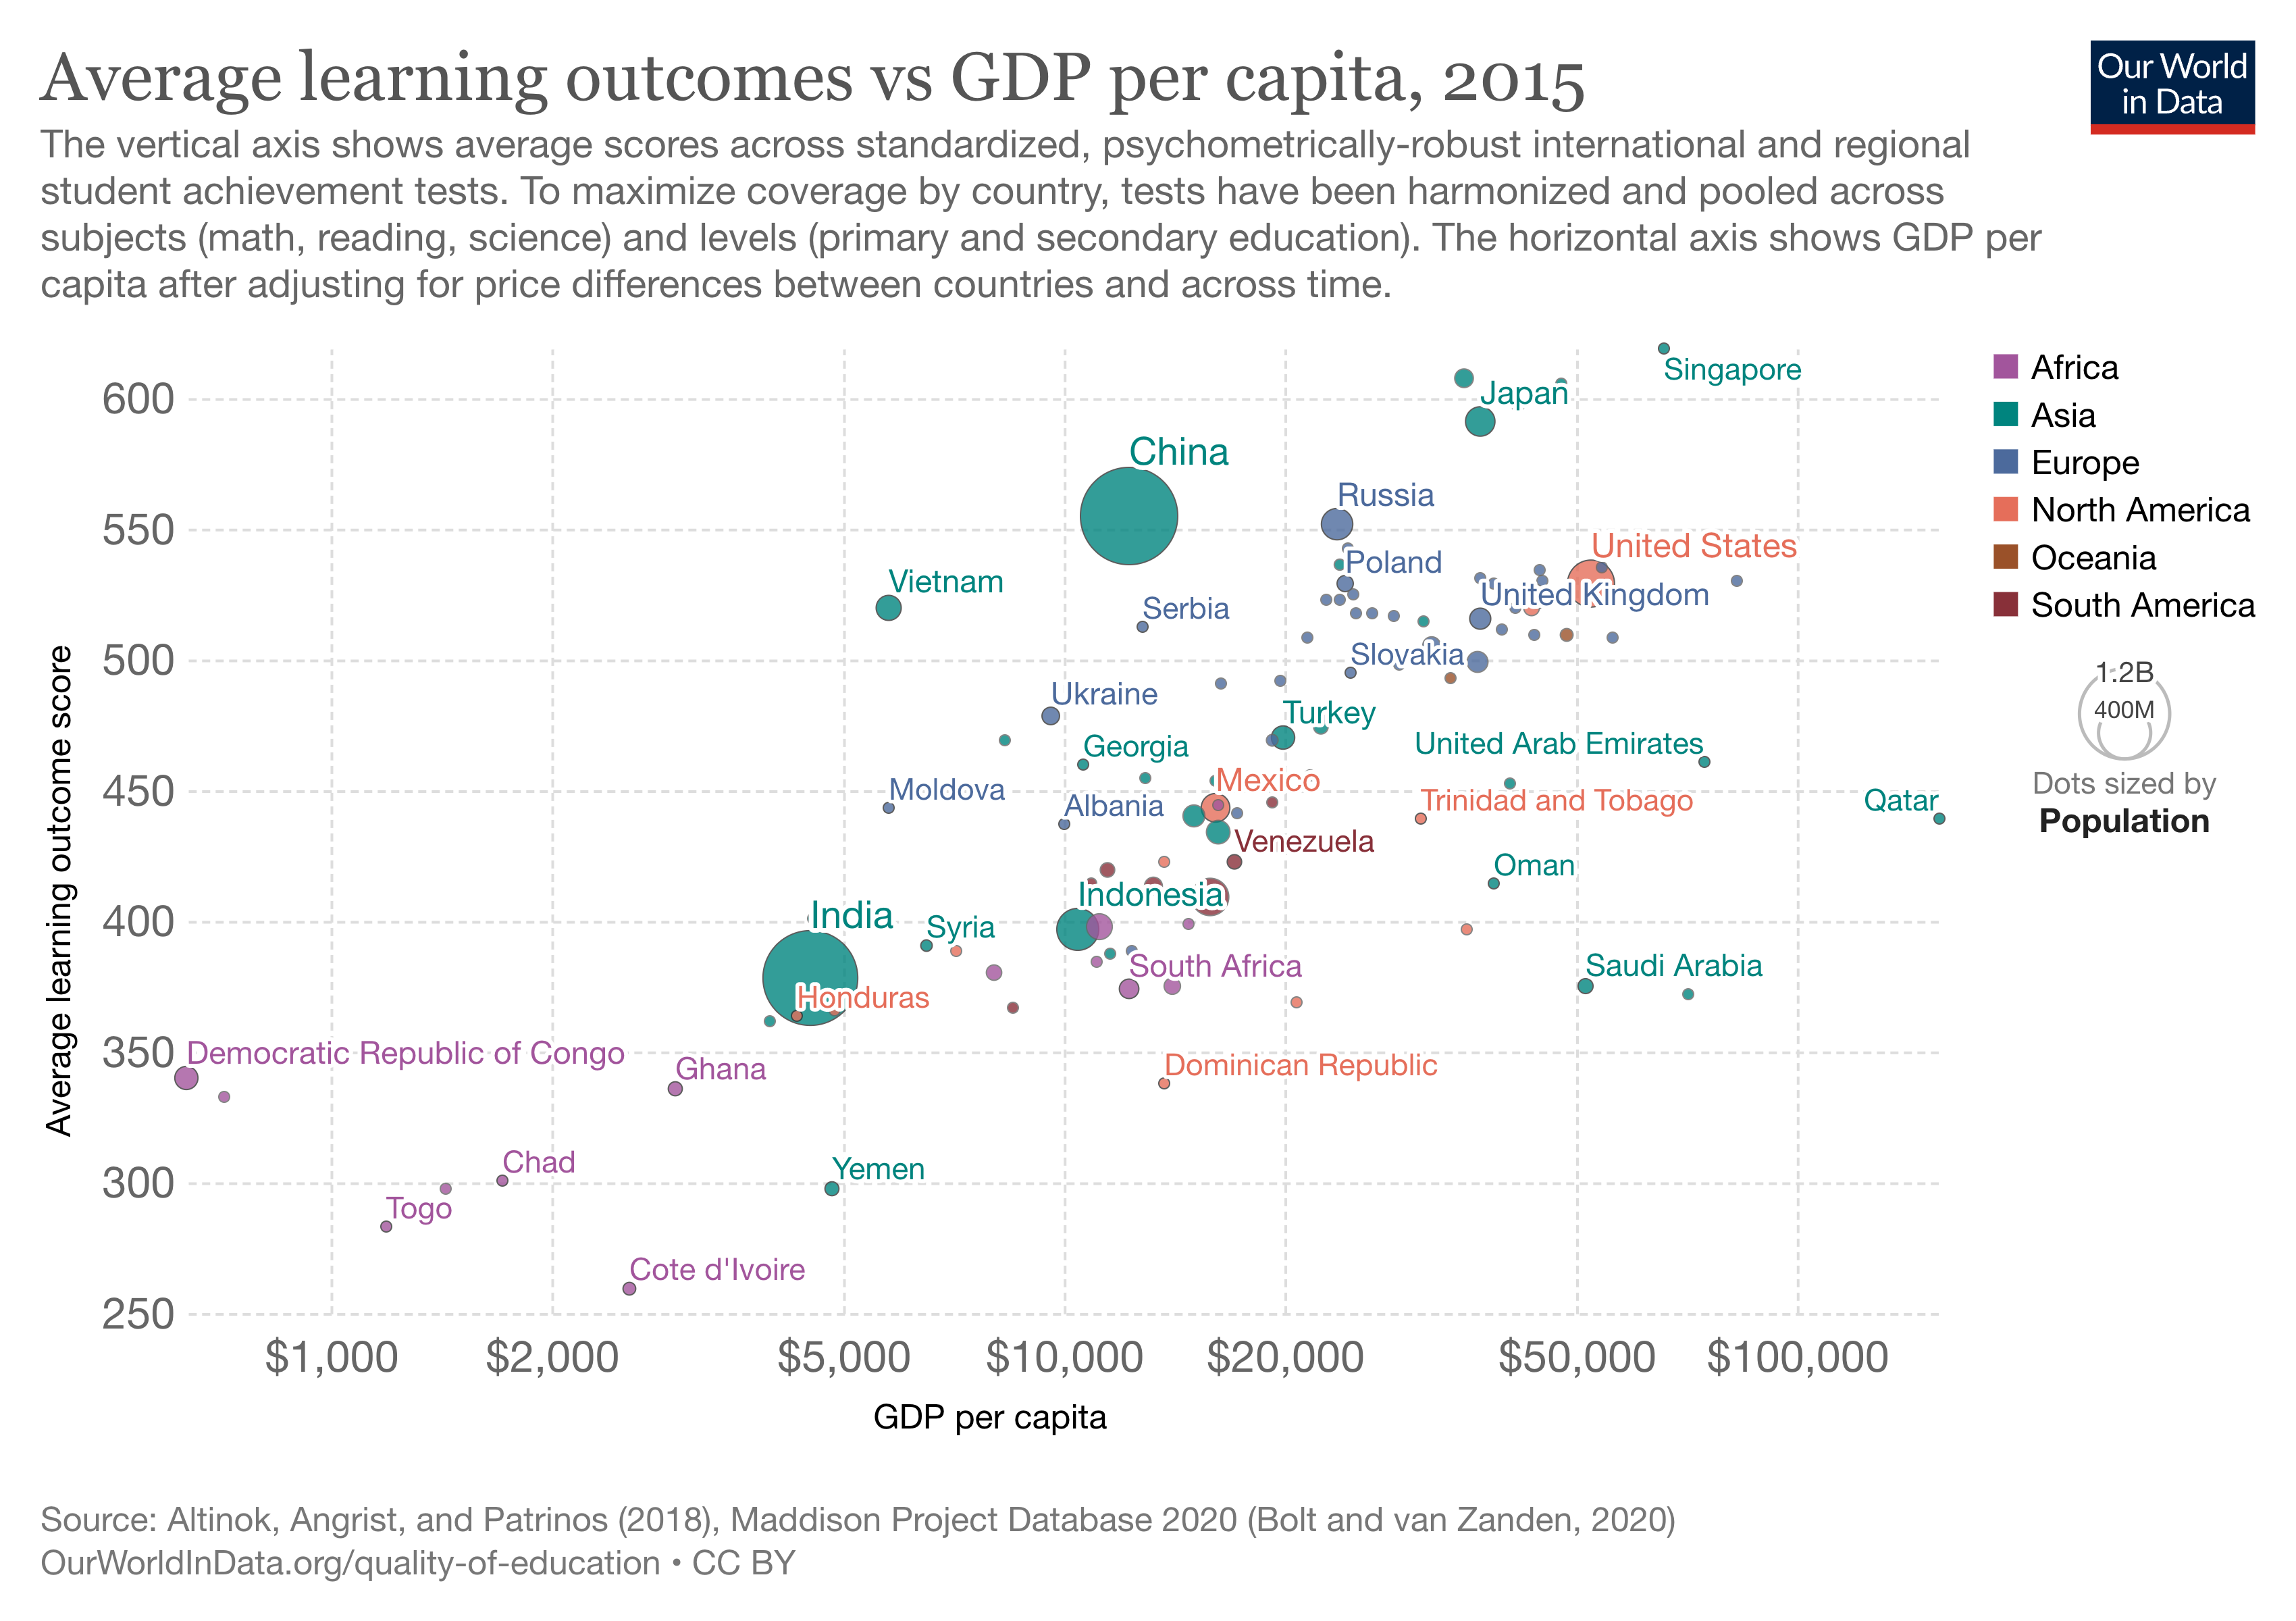 Average learning outcomes vs GDP per capita, 2015
Our World
in Data
The vertical axis shows average scores across standardized, psychometrically-robust international and regional
student achievement tests. To maximize coverage by country, tests have been harmonized and pooled across
subjects (math, reading, science) and levels (primary and secondary education). The horizontal axis shows GDP per
capita after adjusting for price differences between countries and across time.
Singapore
Japan
China
Russia
United States
Poland
Vietnam
United Kingdom
Serbia
Slovakia
Ukraine
Turkey
Georgia
United Arab Emirates
Mexico
Moldova
Albania
Trinidad and Tobago
Qatar
Venezuela
Oman
Indonesia
India
Syria
South Africa
Saudi Arabia
Honduras
Democratic Republic of Congo
Ghana
Dominican Republic
Chad
Yemen
Togo
Cote d'Ivoire
600
550
500
450
400
350
300
250
Average learning outcome score
$1,000
$2,000
$5,000
$10,000
$20,000
$50,000
$100,000
GDP per capita
Africa
Asia
Europe
North America
Oceania
South America
1.2B
400M
Dots sized by
Population
Source: Altinok, Angrist, and Patrinos (2018), Maddison Project Database 2020 (Bolt and van Zanden, 2020)
OurWorldInData.org/quality-of-education • CC BY